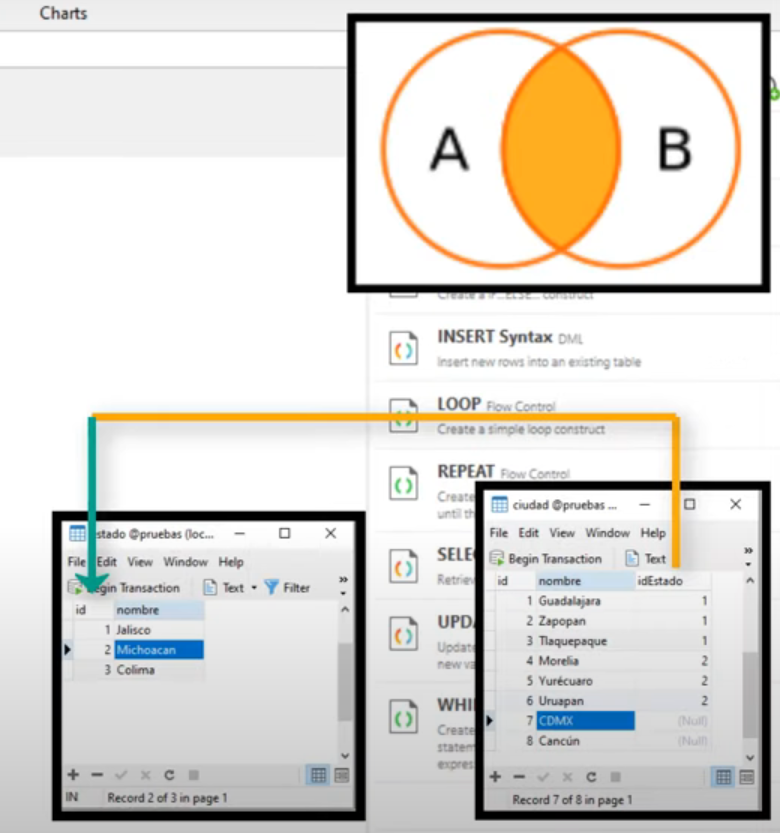 Charts
A
B
Create a IF...ELSE... construct
INSERT Syntax DML
Insert new rows into an existing table
LOOP Flow Control
Create a simple loop construct
REPEAT Flow Control
Create
until th
SELE
Retriev
UPDA
Update
new va
WHI
Create
statem
expres
stado @pruebas (loc...
File Edit View Window Help
Begin Transaction Text Filter
id nombre
1 Jalisco
2 Michoacan
3 Colima
IN Record 2 of 3 in page 1
ciudad @pruebas ...
File Edit View Window Help
Begin Transaction Text
id nombre idEstado
1 Guadalajara 1
2 Zapopan 1
3 Tlaquepaque 1
4 Morelia 2
5 Yurécuaro 2
6 Uruapan 2
7 CDMX (Null)
8 Cancún (Null)
Record 7 of 8 in page 1